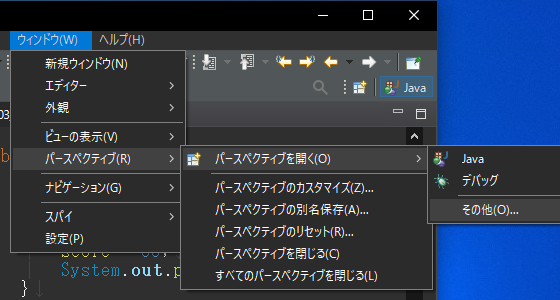 ウィンドウ(W)
ヘルプ(H)
新規ウィンドウ(N)
エディター
外観
ビューの表示(V)
パースペクティブ(R)
ナビゲーション(G)
スパイ
設定(P)
パースペクティブを開く(O)
パースペクティブのカスタマイズ(Z)...
パースペクティブの別名保存(A)...
パースペクティブのリセット(R)...
パースペクティブを閉じる(C)
すべてのパースペクティブを閉じる(L)
Java
デバッグ
その他(O)...
Java
03
b
System.out.p
}